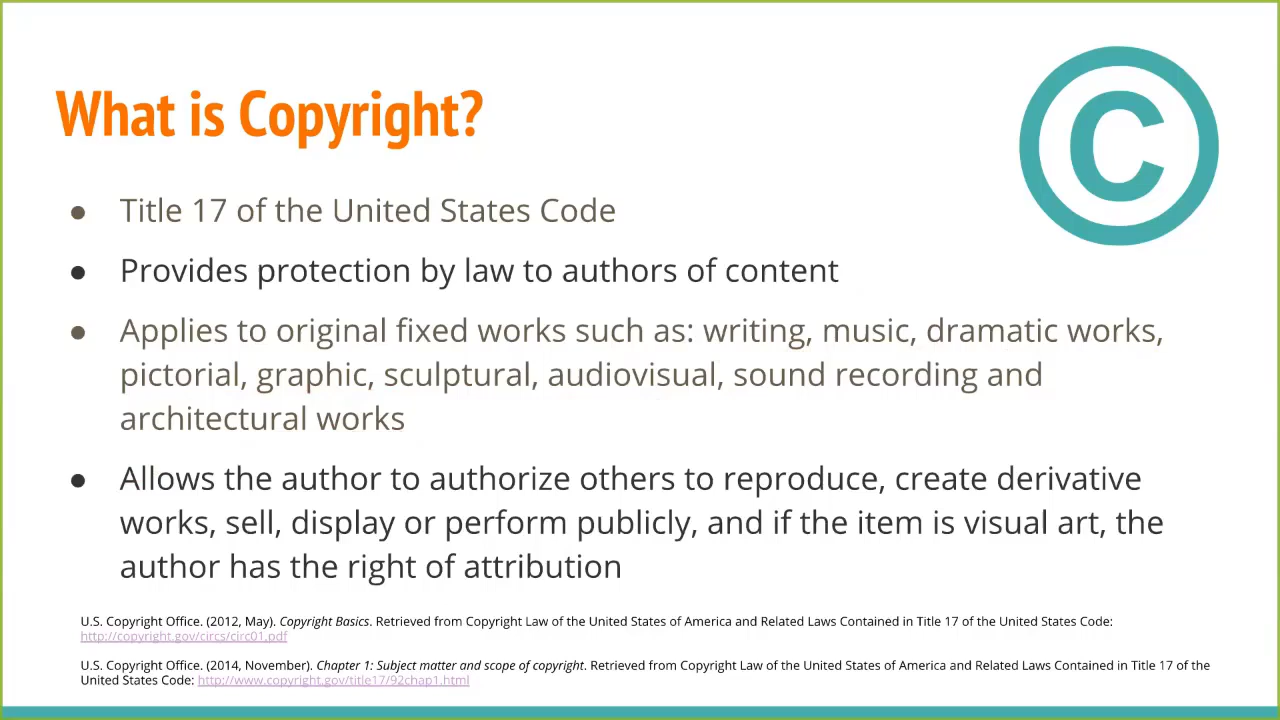 What is Copyright?
C
● Title 17 of the United States Code
● Provides protection by law to authors of content
● Applies to original fixed works such as: writing, music, dramatic works,
pictorial, graphic, sculptural, audiovisual, sound recording and
architectural works
● Allows the author to authorize others to reproduce, create derivative
works, sell, display or perform publicly, and if the item is visual art, the
author has the right of attribution
U.S. Copyright Office. (2012, May). Copyright Basics. Retrieved from Copyright Law of the United States of America and Related Laws Contained in Title 17 of the United States Code:
http://copyright.gov/circs/circ01.pdf
U.S. Copyright Office. (2014, November). Chapter 1: Subject matter and scope of copyright. Retrieved from Copyright Law of the United States of America and Related Laws Contained in Title 17 of the
United States Code: http://www.copyright.gov/title17/92chap1.html